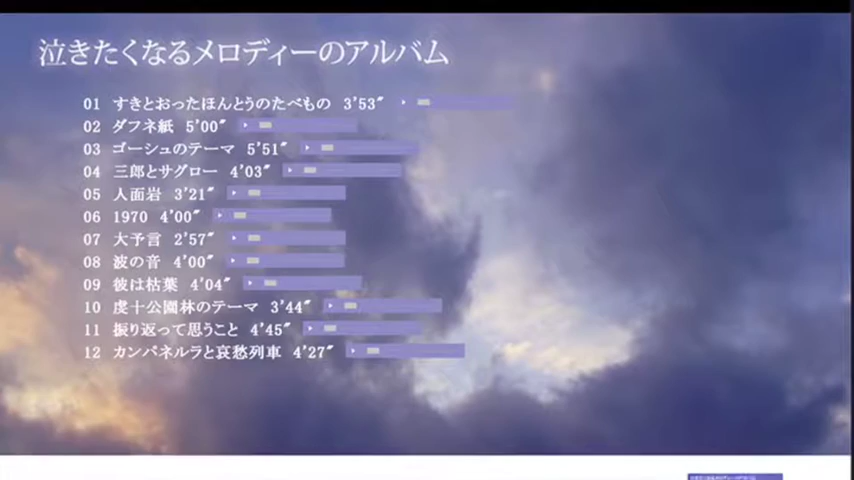 泣きたくなるメロディーのアルバム
01 すきとおったほんとうのたべもの 3'53"
02 ダフネ紙 5'00"
03 ゴーシュのテーマ 5'51"
04 三郎とサグロー 4'03"
05 人面岩 3'21"
06 1970 4'00"
07 大予言 2'57"
08 波の音 4'00"
09 彼は枯葉 4'04"
10 虔十公園林のテーマ 3'44"
11 振り返って思うこと 4'45"
12 カンパネルラと哀愁列車 4'27"